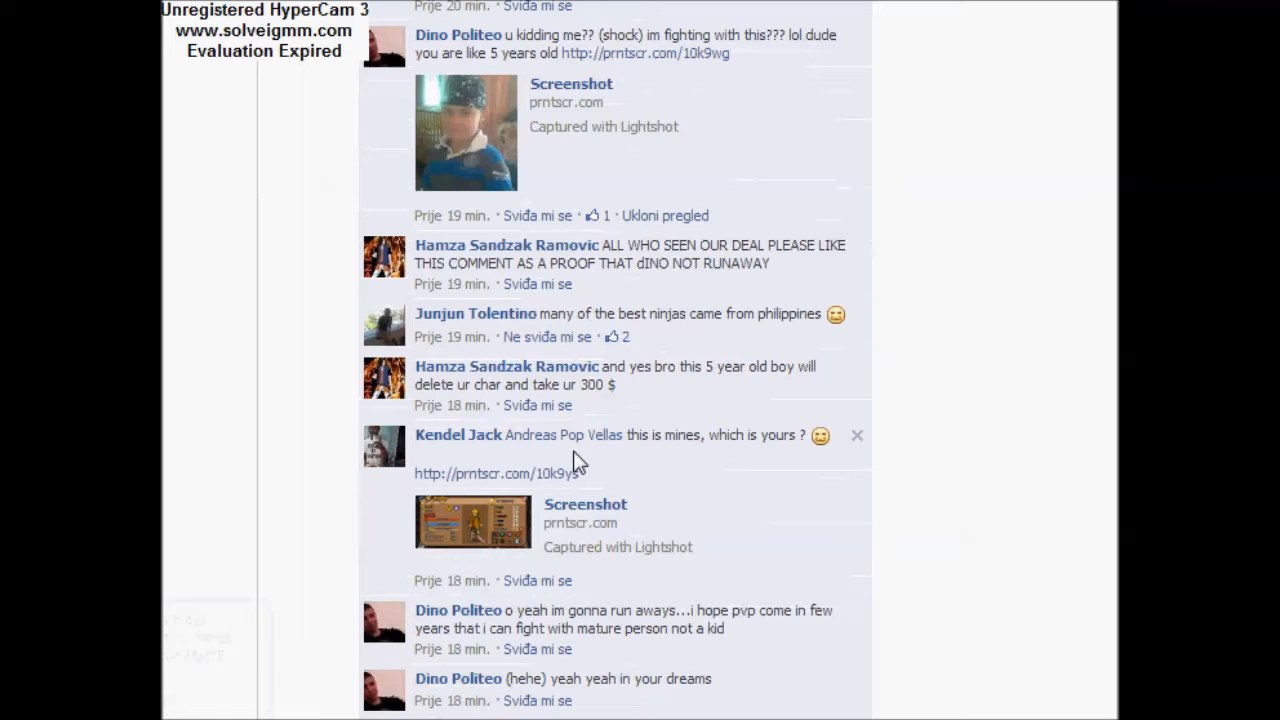 Unregistered HyperCam 3
www.solveigmm.com
Evaluation Expired
Prije 20 min. · Sviđa mi se
Dino Politeo u kidding me?? (shock) im fighting with this??? lol dude
you are like 5 years old http://prntscr.com/10k9wg
Screenshot
prntscr.com
Captured with Lightshot
Prije 19 min. · Sviđa mi se · 1 · Ukloni pregled
Hamza Sandzak Ramovic ALL WHO SEEN OUR DEAL PLEASE LIKE
THIS COMMENT AS A PROOF THAT dINO NOT RUNAWAY
Prije 19 min. · Sviđa mi se
Junjun Tolentino many of the best ninjas came from philippines
Prije 19 min. · Ne sviđa mi se · 2
Hamza Sandzak Ramovic and yes bro this 5 year old boy will
delete ur char and take ur 300 $
Prije 18 min. · Sviđa mi se
Kendel Jack Andreas Pop Vellas this is mines, which is yours ?
http://prntscr.com/10k9ys
Screenshot
prntscr.com
Captured with Lightshot
Prije 18 min. · Sviđa mi se
Dino Politeo o yeah im gonna run aways...i hope pvp come in few
years that i can fight with mature person not a kid
Prije 18 min. · Sviđa mi se
Dino Politeo (hehe) yeah yeah in your dreams
Prije 18 min. · Sviđa mi se